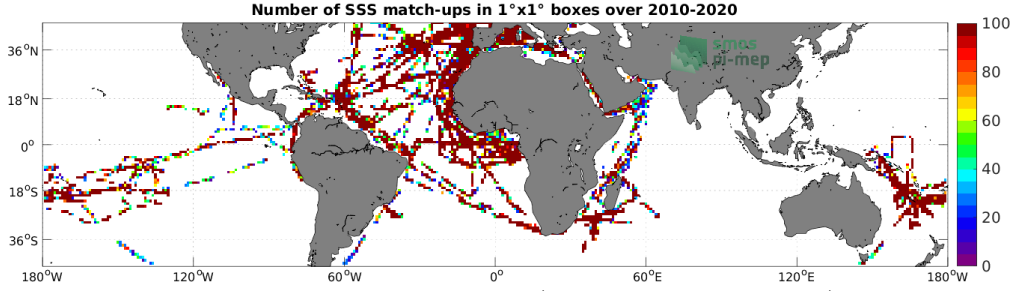 Number of SSS match-ups in 1°x1° boxes over 2010-2020
smos
pi-mep
36°N
18°N
0°
18°S
36°S
180°W 120°W 60°W 0° 60°E 120°E 180°W
100
80
60
40
20
0